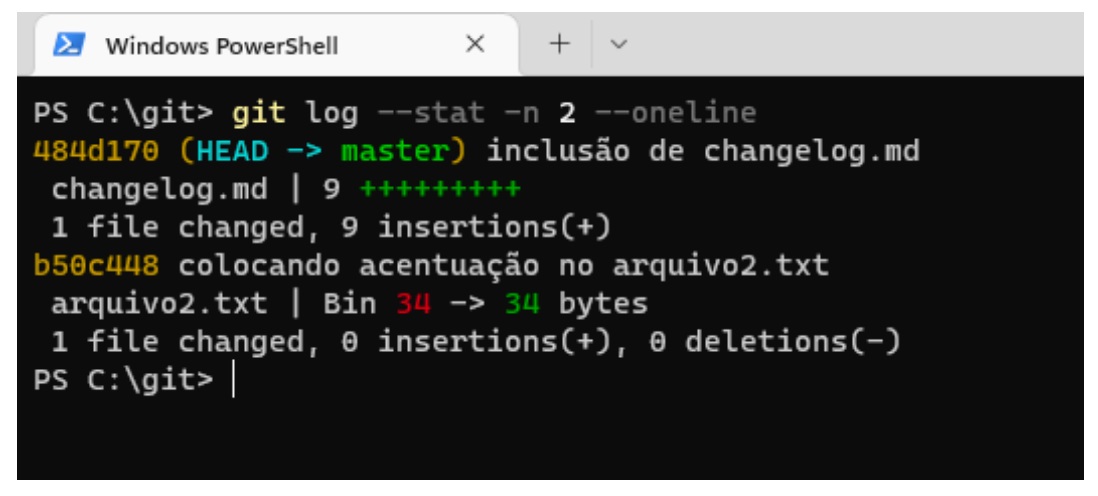 Windows PowerShell
PS C:\git> git log --stat -n 2 --oneline
484d170 (HEAD -> master) inclusão de changelog.md
changelog.md | 9 +++++++++
1 file changed, 9 insertions(+)
b50c448 colocando acentuação no arquivo2.txt
arquivo2.txt | Bin 34 -> 34 bytes
1 file changed, 0 insertions(+), 0 deletions(-)
PS C:\git>